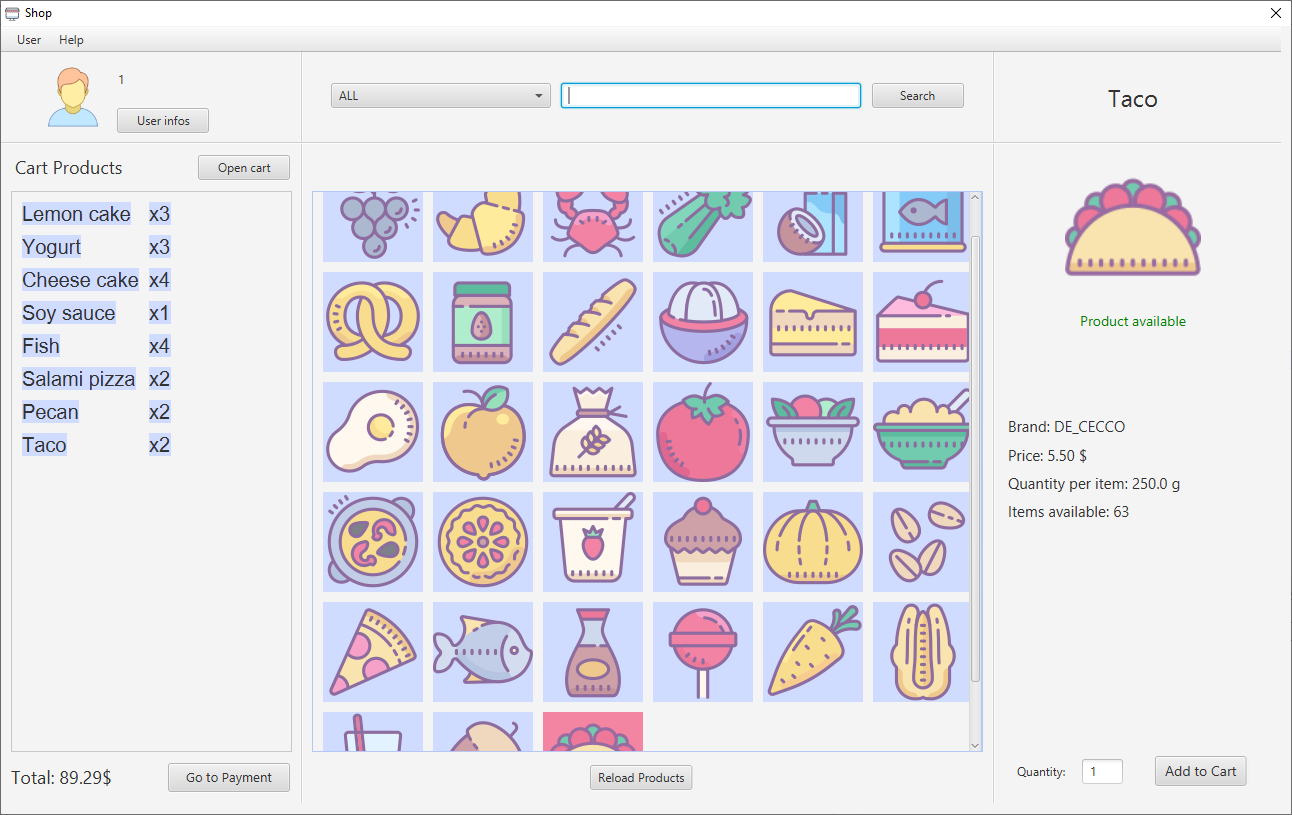 Shop
User Help
1
User infos
ALL
Search
Taco
Cart Products
Open cart
Lemon cake x3
Yogurt x3
Cheese cake x4
Soy sauce x1
Fish x4
Salami pizza x2
Pecan x2
Taco x2
Product available
Brand: DE_CECCO
Price: 5.50 $
Quantity per item: 250.0 g
Items available: 63
Total: 89.29$
Go to Payment
Reload Products
Quantity: 1
Add to Cart